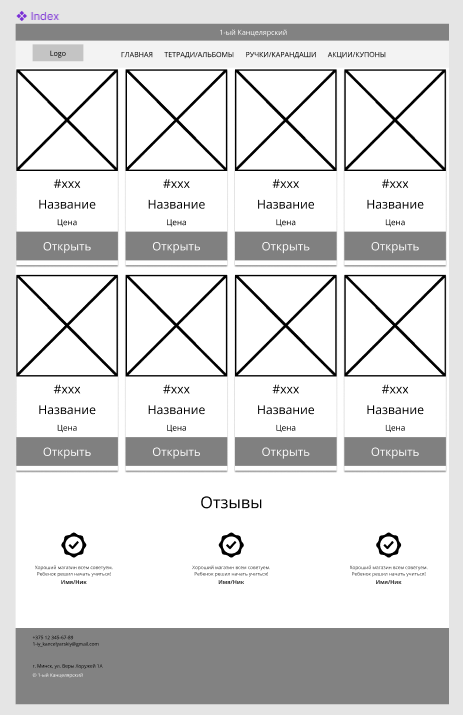 Index
1-ый Канцелярский
Logo
ГЛАВНАЯ ТЕТРАДИ/АЛЬБОМЫ РУЧКИ/КАРАНДАШИ АКЦИИ/КУПОНЫ
#xxx #xxx #xxx #xxx
Название Название Название Название
Цена Цена Цена Цена
Открыть Открыть Открыть Открыть
#xxx #xxx #xxx #xxx
Название Название Название Название
Цена Цена Цена Цена
Открыть Открыть Открыть Открыть
Отзывы
Хороший магазин всем советуем. Хороший магазин всем советуем. Хороший магазин всем советуем.
Ребенок решил начать учиться! Ребенок решил начать учиться! Ребенок решил начать учиться!
Имя/Ник Имя/Ник Имя/Ник
+375 12 345-67-89
1-iy_kancelyarskiy@gmail.com
г. Минск, ул. Веры Хоружей 1А
© 1-ый Канцелярский